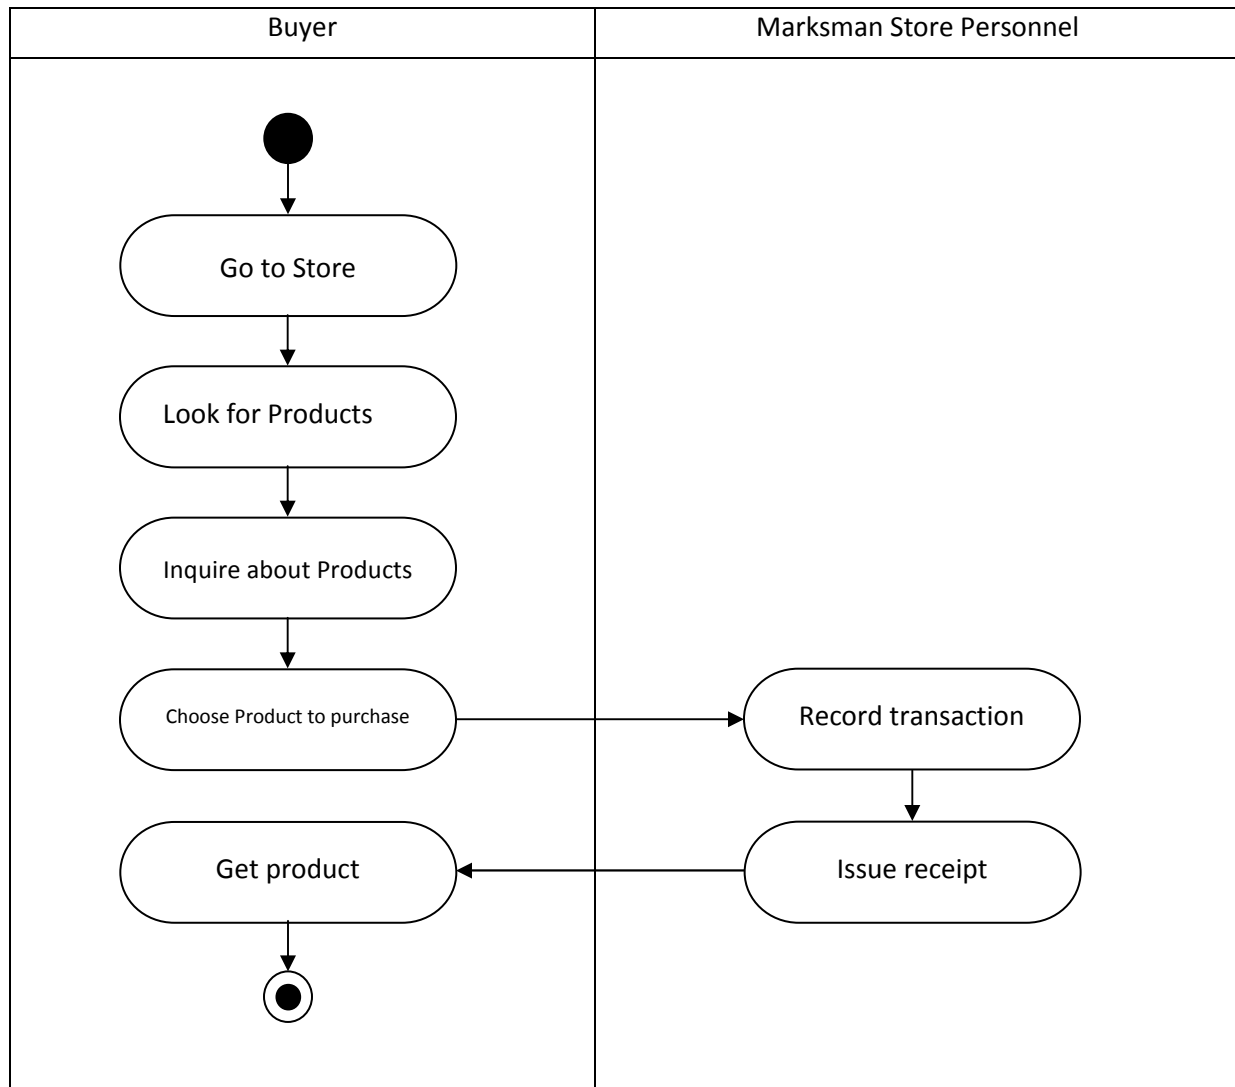 Buyer
Marksman Store Personnel
Go to Store
Look for Products
Inquire about Products
Choose Product to purchase
Record transaction
Get product
Issue receipt